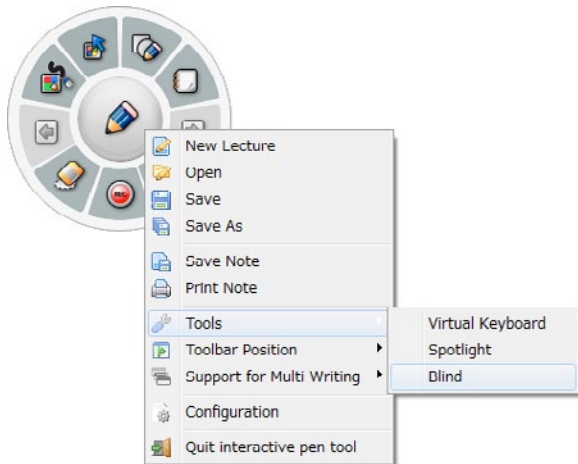 REC
New Lecture
Open
Save
Save As
Save Note
Print Note
Tools
Toolbar Position
Support for Multi Writing
Configuration
Quit interactive pen tool
Virtual Keyboard
Spotlight
Blind